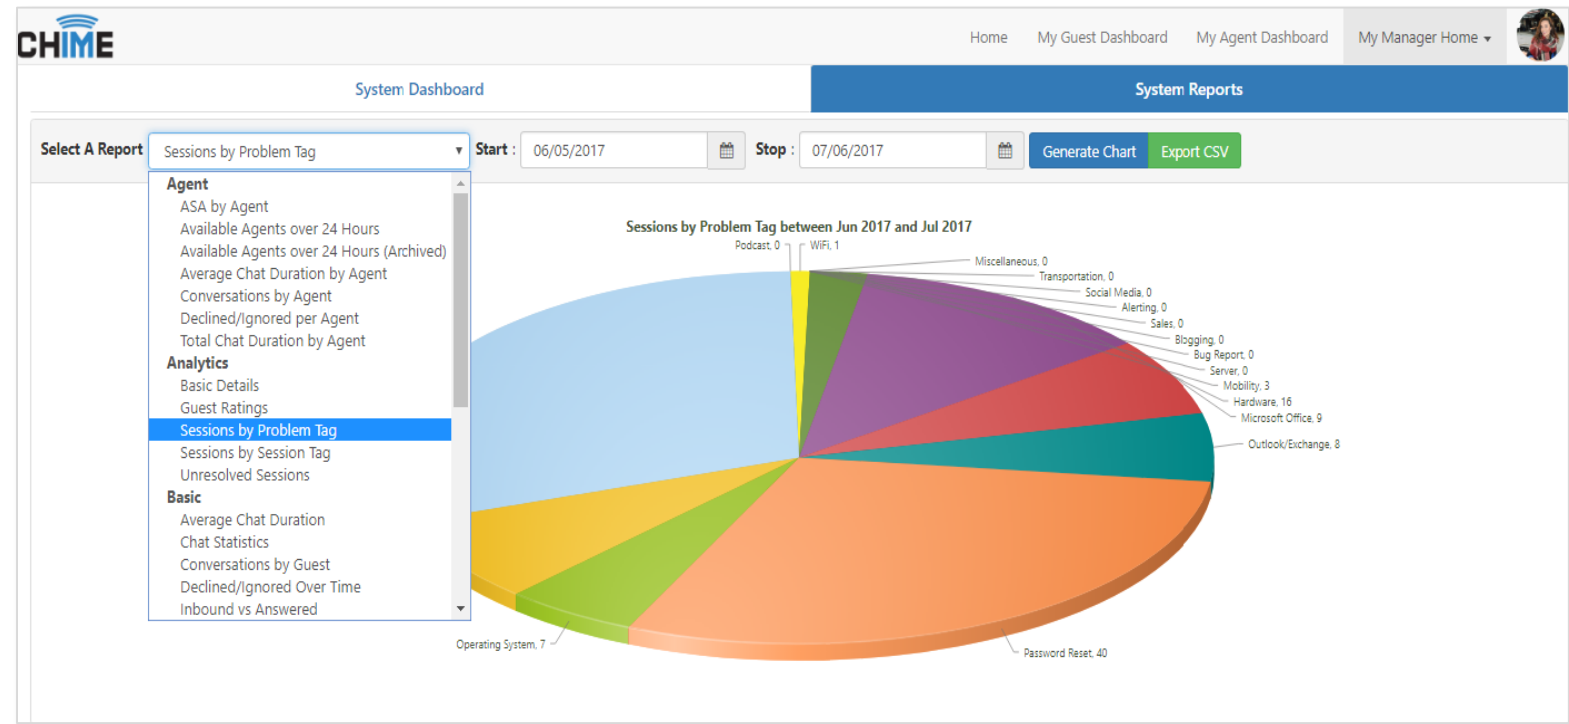 CHIME
Home My Guest Dashboard My Agent Dashboard My Manager Home
System Dashboard System Reports
Select A Report Sessions by Problem Tag Start : 06/05/2017 Stop : 07/06/2017 Generate Chart Export CSV
Agent
ASA by Agent
Available Agents over 24 Hours
Available Agents over 24 Hours (Archived)
Average Chat Duration by Agent
Conversations by Agent
Declined/Ignored per Agent
Total Chat Duration by Agent
Analytics
Basic Details
Guest Ratings
Sessions by Problem Tag
Sessions by Session Tag
Unresolved Sessions
Basic
Average Chat Duration
Chat Statistics
Conversations by Guest
Declined/Ignored Over Time
Inbound vs Answered
Sessions by Problem Tag between Jun 2017 and Jul 2017
Podcast, 0
WiFi, 1
Miscellaneous, 0
Transportation, 0
Social Media, 0
Alerting, 0
Sales, 0
Blogging, 0
Bug Report, 0
Server, 0
Mobility, 3
Hardware, 16
Microsoft Office, 9
Outlook/Exchange, 8
Password Reset, 40
Operating System, 7